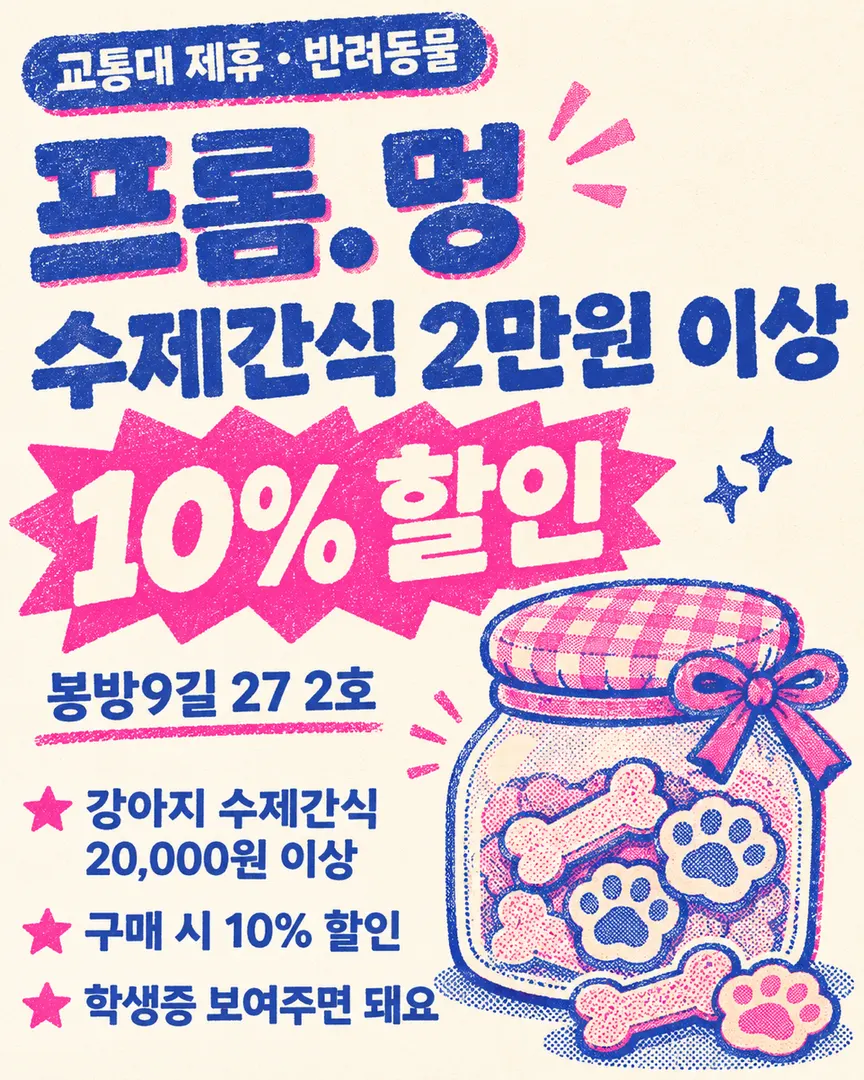 교통대 제휴 · 반려동물
프롬.멍
수제간식 2만원 이상
10% 할인
봉방9길 27 2호
강아지 수제간식
20,000원 이상
구매 시 10% 할인
학생증 보여주면 돼요